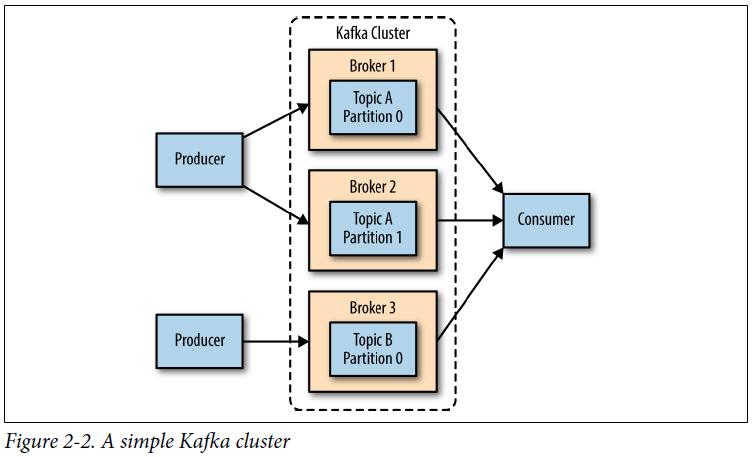 Kafka Cluster
Broker 1
Topic A
Partition 0
Producer
Broker 2
Topic A
Partition 1
Consumer
Broker 3
Topic B
Partition 0
Producer
Figure 2-2. A simple Kafka cluster